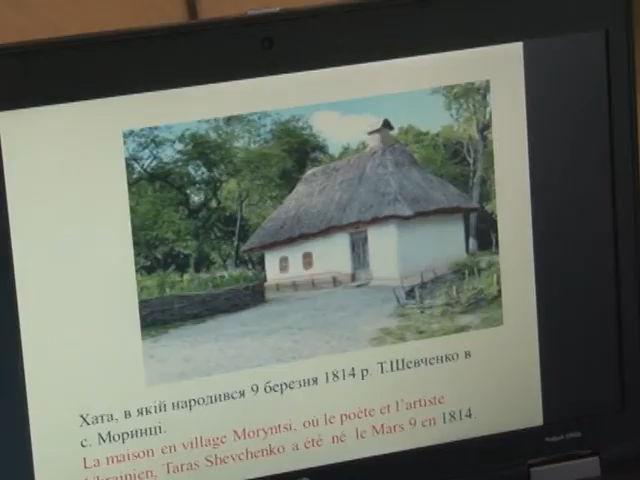 Хата, в якій народився 9 березня 1814 р. Т.Шевченко в
с. Моринці.
La maison en village Moryntsi, où le poète et l'artiste
Ukrainien, Taras Shevchenko a été né le Mars 9 en 1814.